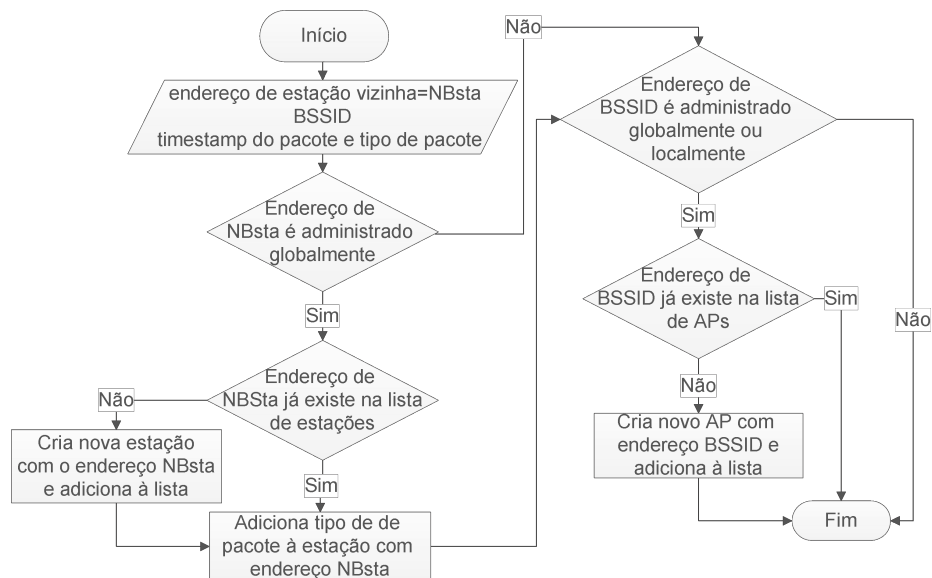 Início
endereço de estação vizinha=NBsta
BSSID
timestamp do pacote e tipo de pacote
Endereço de
NBsta é administrado
globalmente
Sim
Endereço de
NBSta já existe na lista
de estações
Não
Cria nova estação
com o endereço NBsta
e adiciona à lista
Sim
Adiciona tipo de de
pacote à estação com
endereço NBsta
Não
Endereço de
BSSID é administrado
globalmente ou
localmente
Sim
Endereço de
BSSID já existe na lista
de APs
Sim
Não
Não
Cria novo AP com
endereço BSSID e
adiciona à lista
Fim